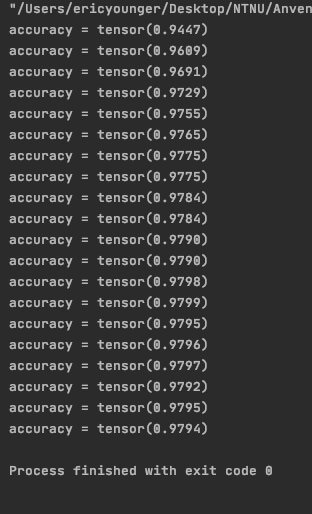 "/Users/ericyounger/Desktop/NTNU/Anven
accuracy = tensor(0.9447)
accuracy = tensor(0.9609)
accuracy = tensor(0.9691)
accuracy = tensor(0.9729)
accuracy = tensor(0.9755)
accuracy = tensor(0.9765)
accuracy = tensor(0.9775)
accuracy = tensor(0.9775)
accuracy = tensor(0.9784)
accuracy = tensor(0.9784)
accuracy = tensor(0.9790)
accuracy = tensor(0.9790)
accuracy = tensor(0.9798)
accuracy = tensor(0.9799)
accuracy = tensor(0.9795)
accuracy = tensor(0.9796)
accuracy = tensor(0.9797)
accuracy = tensor(0.9792)
accuracy = tensor(0.9795)
accuracy = tensor(0.9794)
Process finished with exit code 0